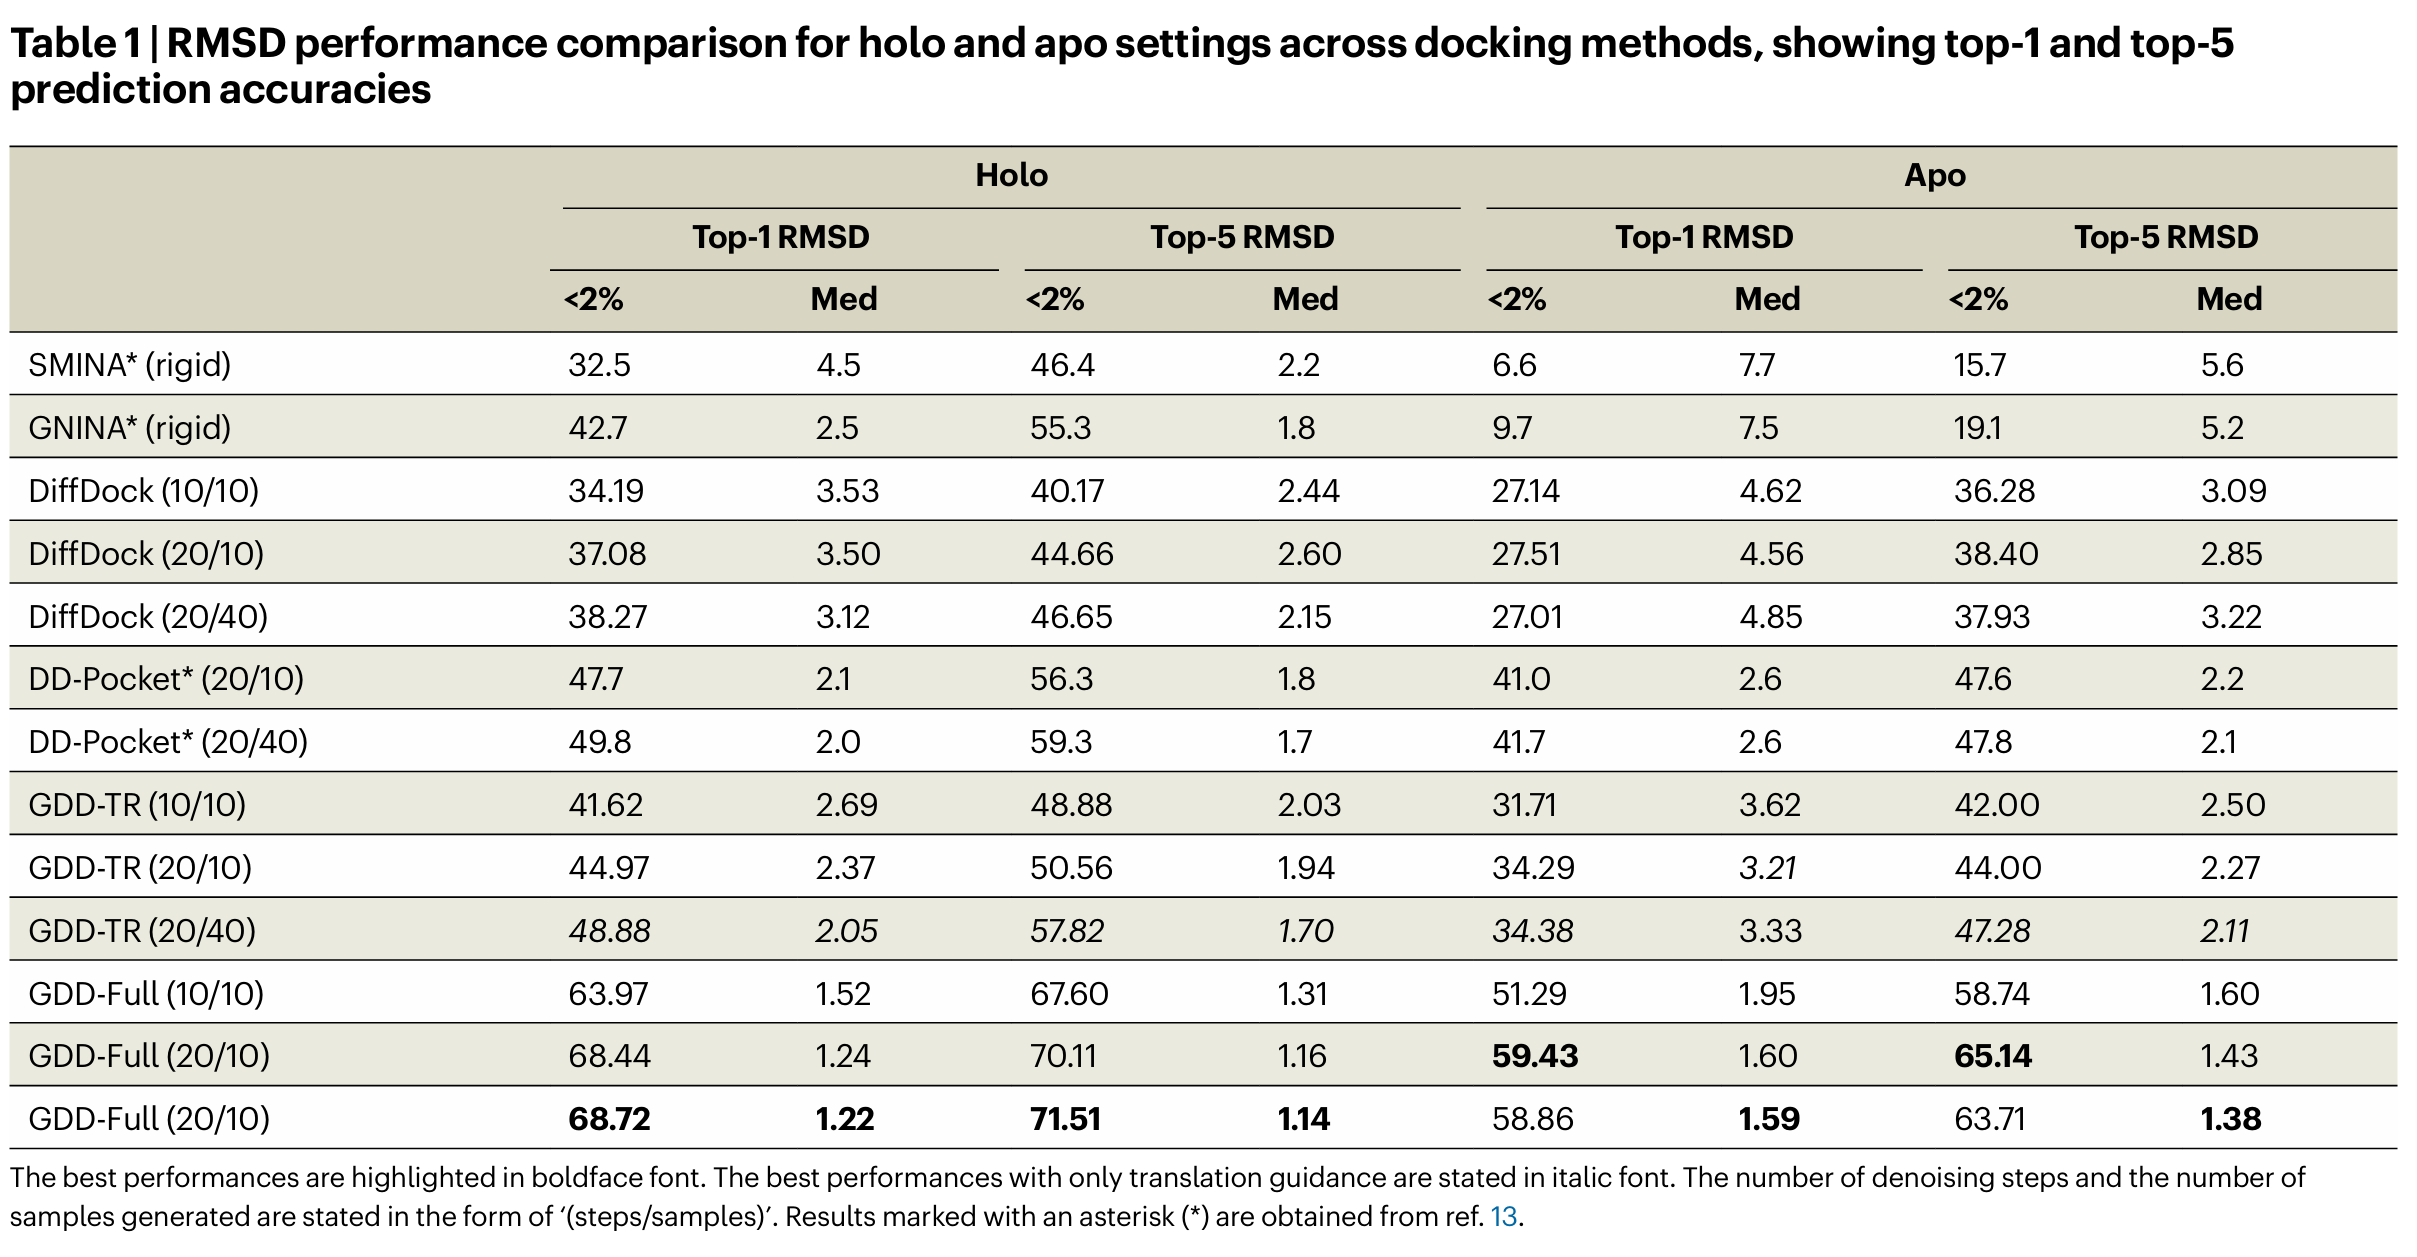 Table 1 | RMSD performance comparison for holo and apo settings across docking methods, showing top-1 and top-5
prediction accuracies
Holo Apo
Top-1 RMSD Top-5 RMSD Top-1 RMSD Top-5 RMSD
<2% Med <2% Med <2% Med <2% Med
SMINA* (rigid) 32.5 4.5 46.4 2.2 6.6 7.7 15.7 5.6
GNINA* (rigid) 42.7 2.5 55.3 1.8 9.7 7.5 19.1 5.2
DiffDock (10/10) 34.19 3.53 40.17 2.44 27.14 4.62 36.28 3.09
DiffDock (20/10) 37.08 3.50 44.66 2.60 27.51 4.56 38.40 2.85
DiffDock (20/40) 38.27 3.12 46.65 2.15 27.01 4.85 37.93 3.22
DD-Pocket* (20/10) 47.7 2.1 56.3 1.8 41.0 2.6 47.6 2.2
DD-Pocket* (20/40) 49.8 2.0 59.3 1.7 41.7 2.6 47.8 2.1
GDD-TR (10/10) 41.62 2.69 48.88 2.03 31.71 3.62 42.00 2.50
GDD-TR (20/10) 44.97 2.37 50.56 1.94 34.29 3.21 44.00 2.27
GDD-TR (20/40) 48.88 2.05 57.82 1.70 34.38 3.33 47.28 2.11
GDD-Full (10/10) 63.97 1.52 67.60 1.31 51.29 1.95 58.74 1.60
GDD-Full (20/10) 68.44 1.24 70.11 1.16 59.43 1.60 65.14 1.43
GDD-Full (20/10) 68.72 1.22 71.51 1.14 58.86 1.59 63.71 1.38
The best performances are highlighted in boldface font. The best performances with only translation guidance are stated in italic font. The number of denoising steps and the number of
samples generated are stated in the form of ‘(steps/samples)’. Results marked with an asterisk (*) are obtained from ref. 13.